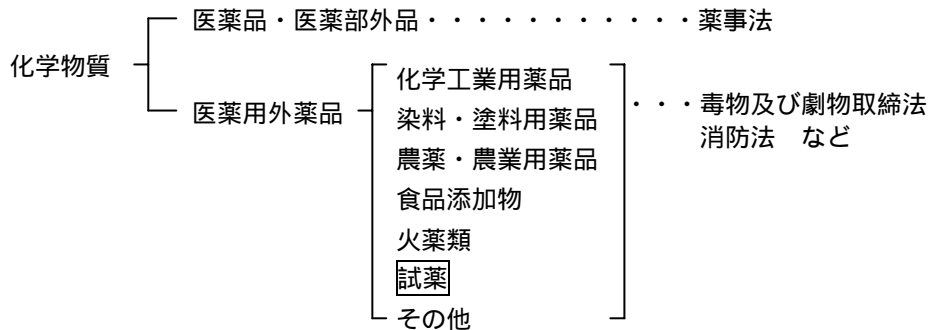 医薬品・医薬部外品・・・・・・・・・・・・薬事法
化学物質
化学工業用薬品
医薬用外薬品
・・・毒物及び劇物取締法
染料・塗料用薬品
消防法　など
農薬・農業用薬品
食品添加物
火薬類
試薬
その他